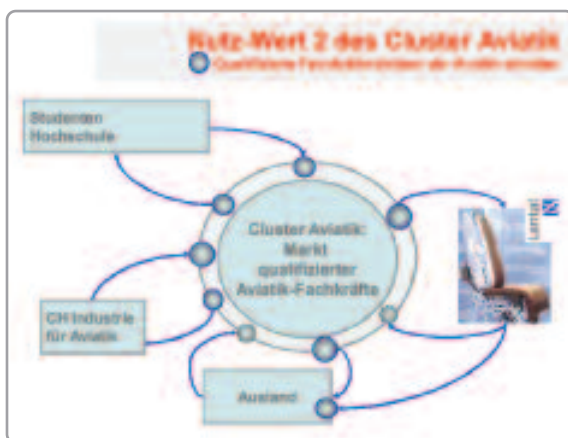 Nutz-Wert 2 des Cluster Aviatik
Studenten
Hochschule
Cluster Aviatik:
Markt
qualifizierter
Aviatik-Fachkräfte
Lantal
CH Industrie
für Aviatik
Ausland